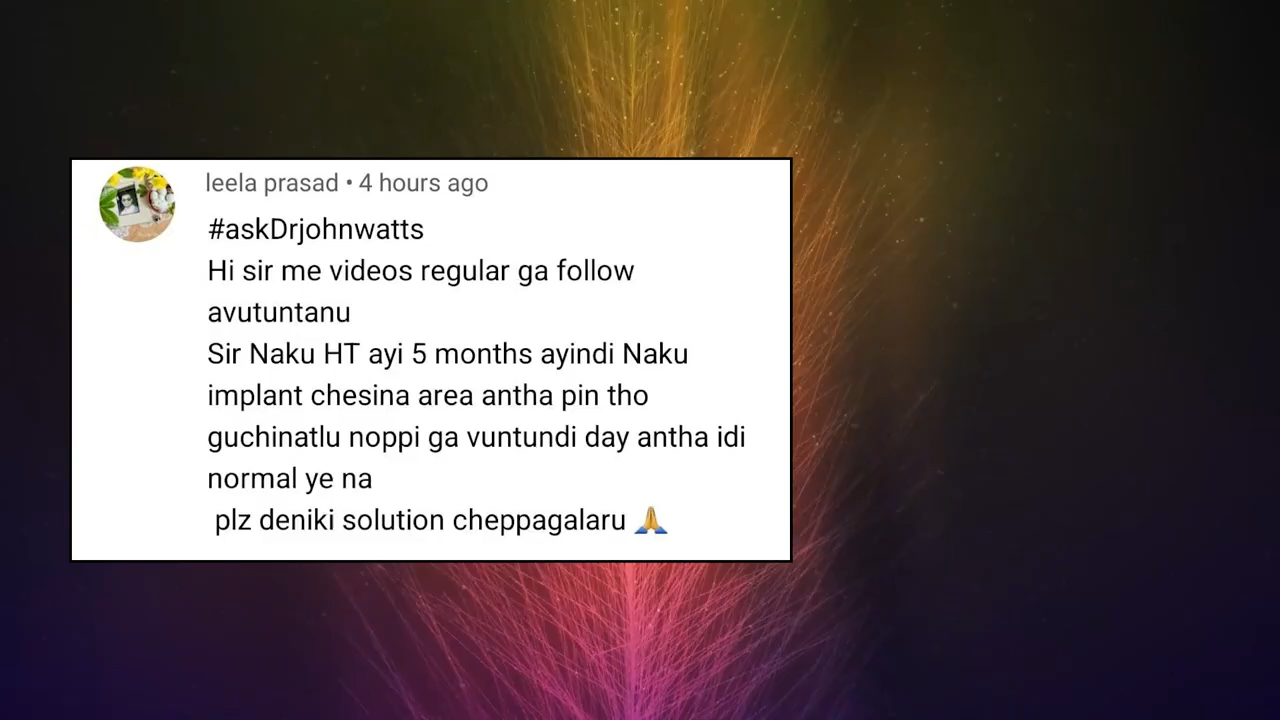 leela prasad • 4 hours ago
#askDrjohnwatts
Hi sir me videos regular ga follow
avutuntanu
Sir Naku HT ayi 5 months ayindi Naku
implant chesina area antha pin tho
guchinatlu noppi ga vuntundi day antha idi
normal ye na
plz deniki solution cheppagalaru 🙏